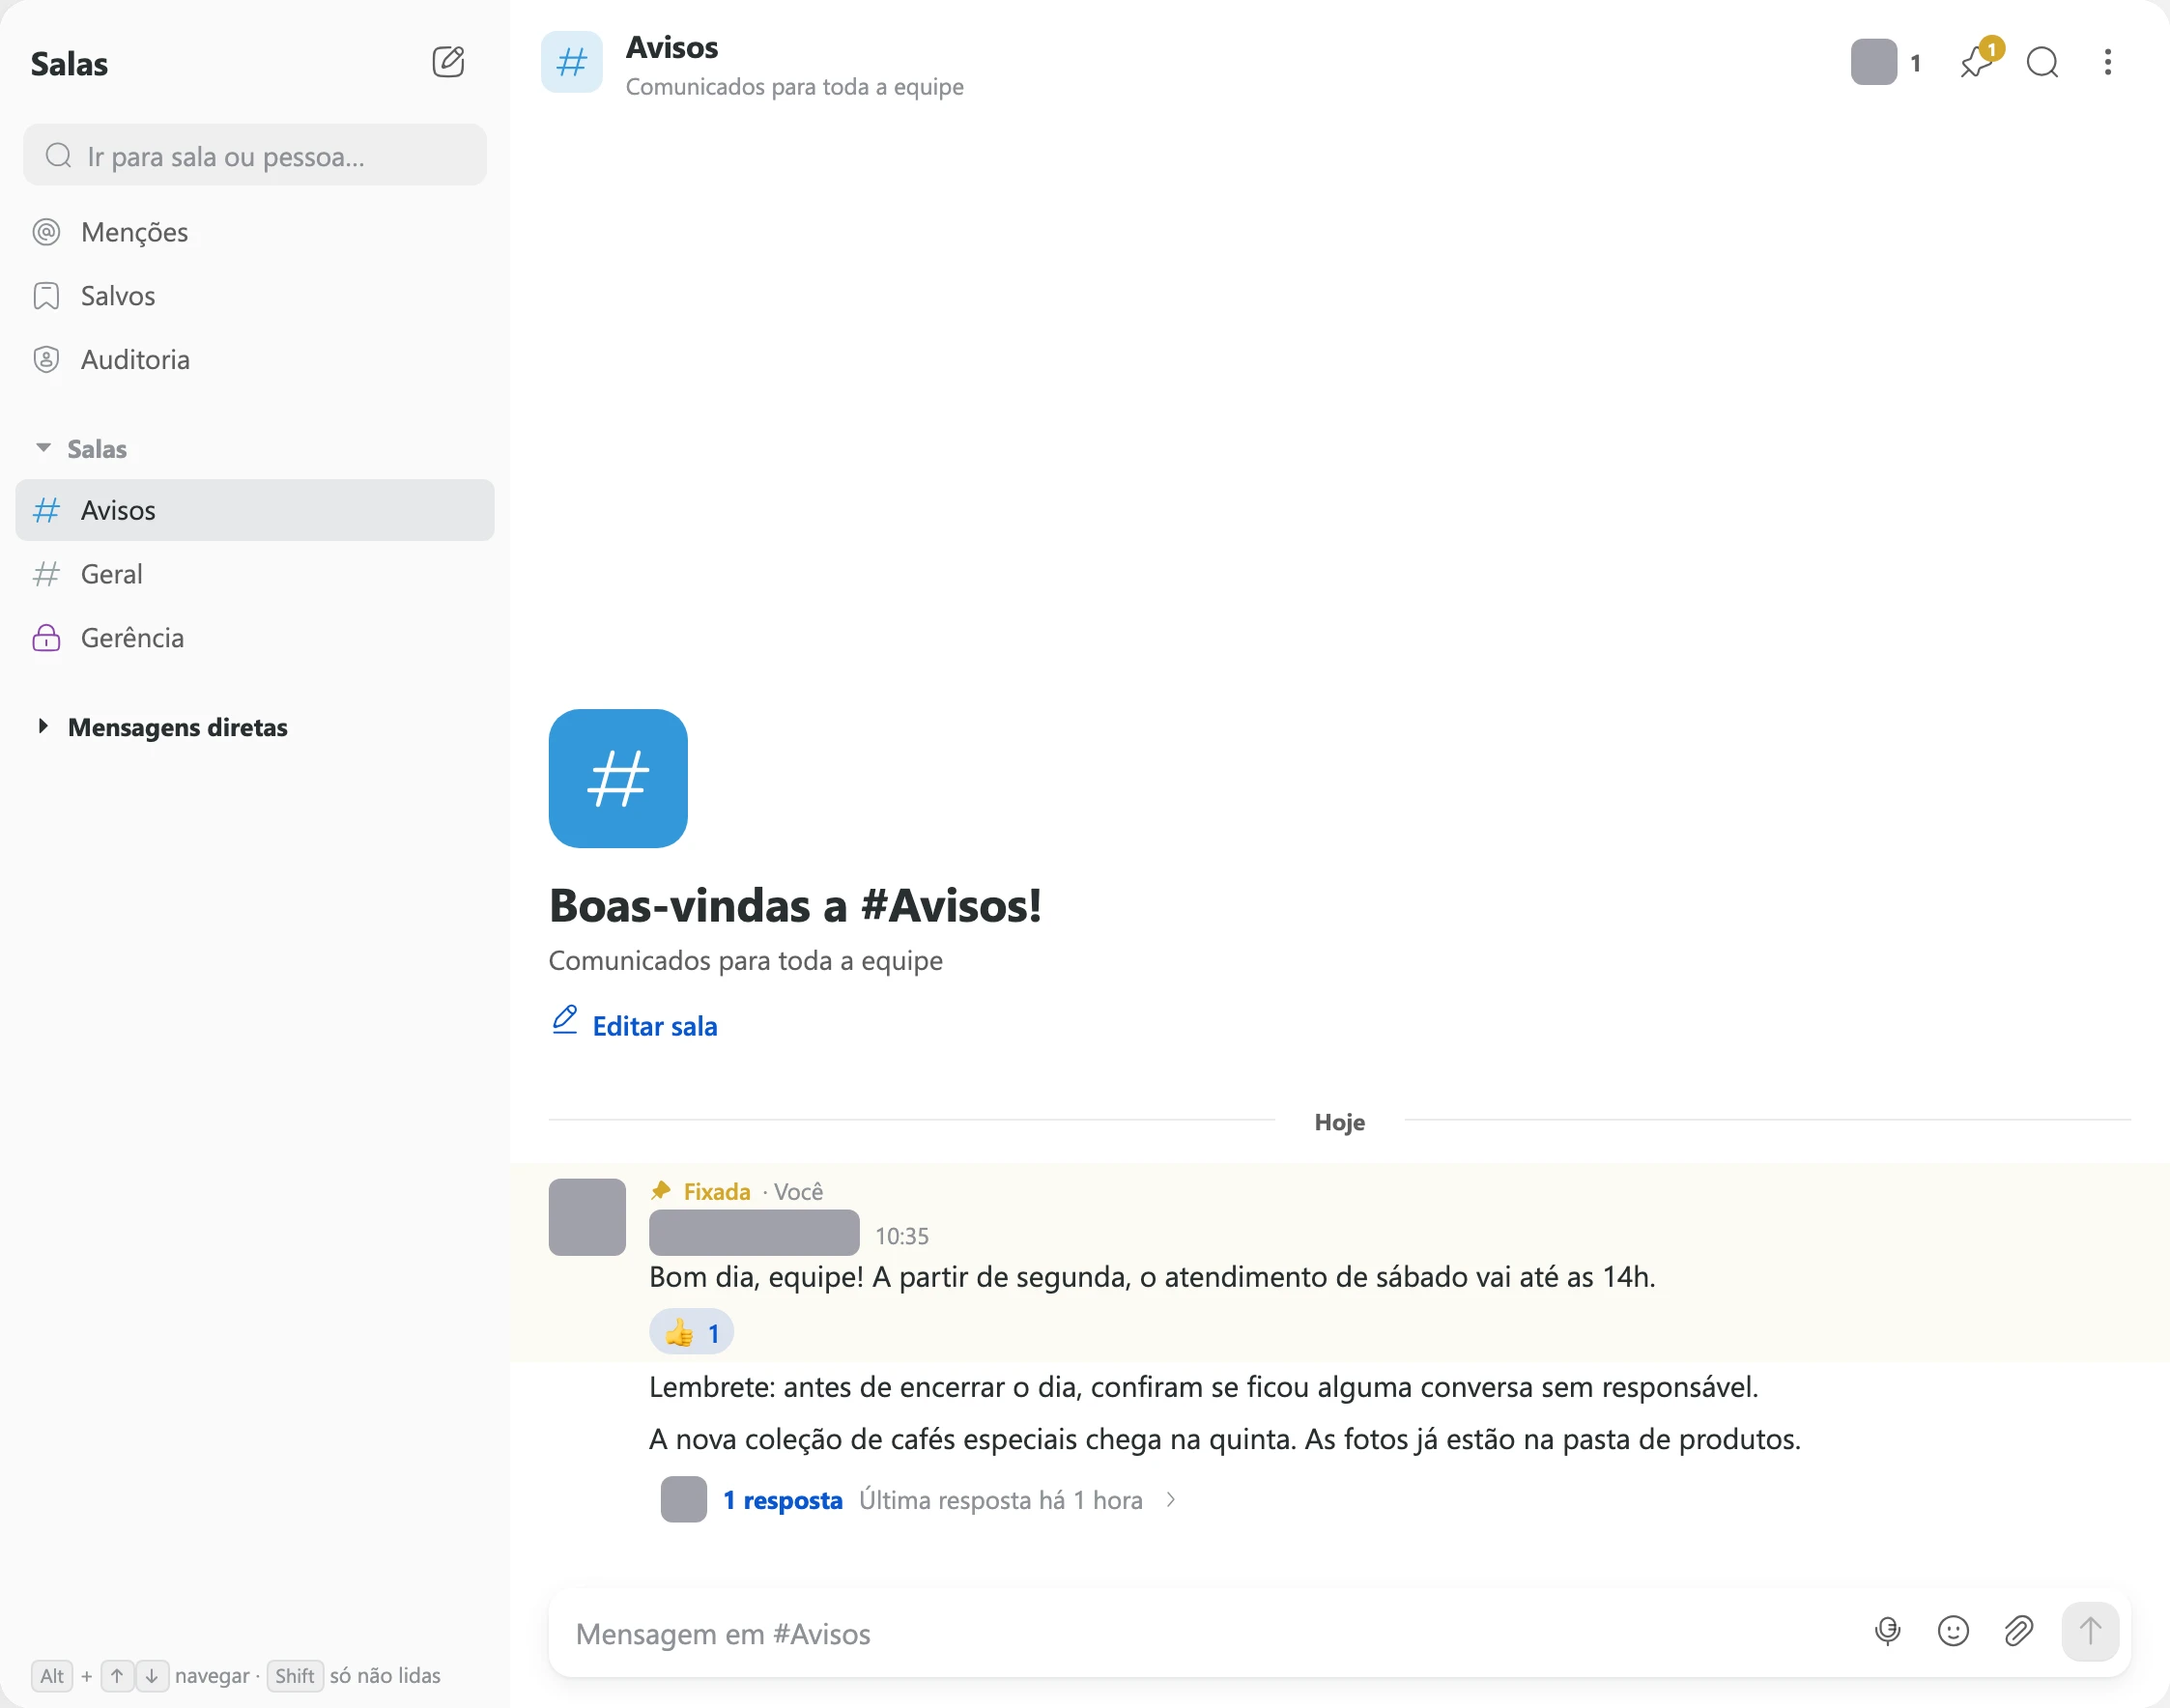 Salas
Ir para sala ou pessoa...
Menções
Salvos
Auditoria
Salas
Avisos
Geral
Gerência
Mensagens diretas
Alt + ↑ ↓ navegar · Shift só não lidas
Avisos
Comunicados para toda a equipe
1
1
Boas-vindas a #Avisos!
Comunicados para toda a equipe
Editar sala
Hoje
Fixada · Você
10:35
Bom dia, equipe! A partir de segunda, o atendimento de sábado vai até as 14h.
👍 1
Lembrete: antes de encerrar o dia, confiram se ficou alguma conversa sem responsável.
A nova coleção de cafés especiais chega na quinta. As fotos já estão na pasta de produtos.
1 resposta Última resposta há 1 hora
Mensagem em #Avisos